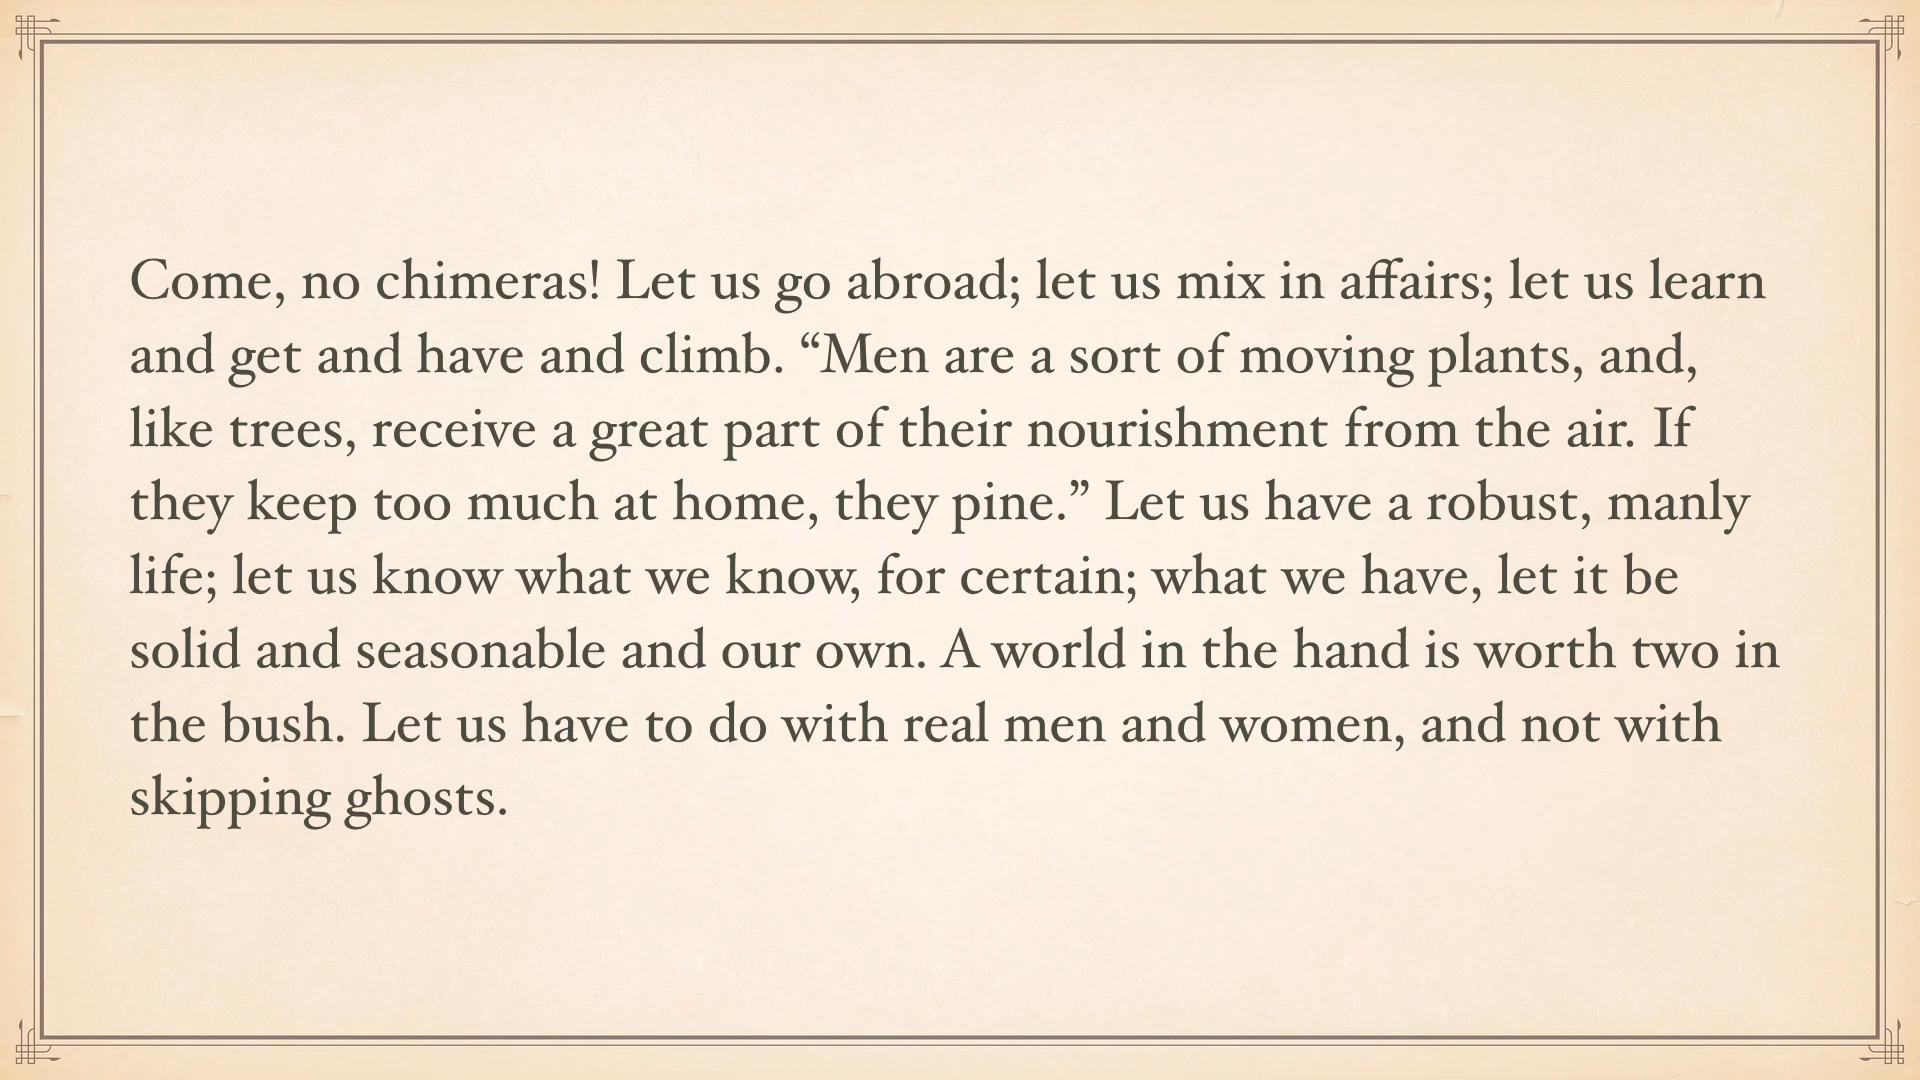 Come, no chimeras! Let us go abroad; let us mix in affairs; let us learn
and get and have and climb. “Men are a sort of moving plants, and,
like trees, receive a great part of their nourishment from the air. If
they keep too much at home, they pine.” Let us have a robust, manly
life; let us know what we know, for certain; what we have, let it be
solid and seasonable and our own. A world in the hand is worth two in
the bush. Let us have to do with real men and women, and not with
skipping ghosts.